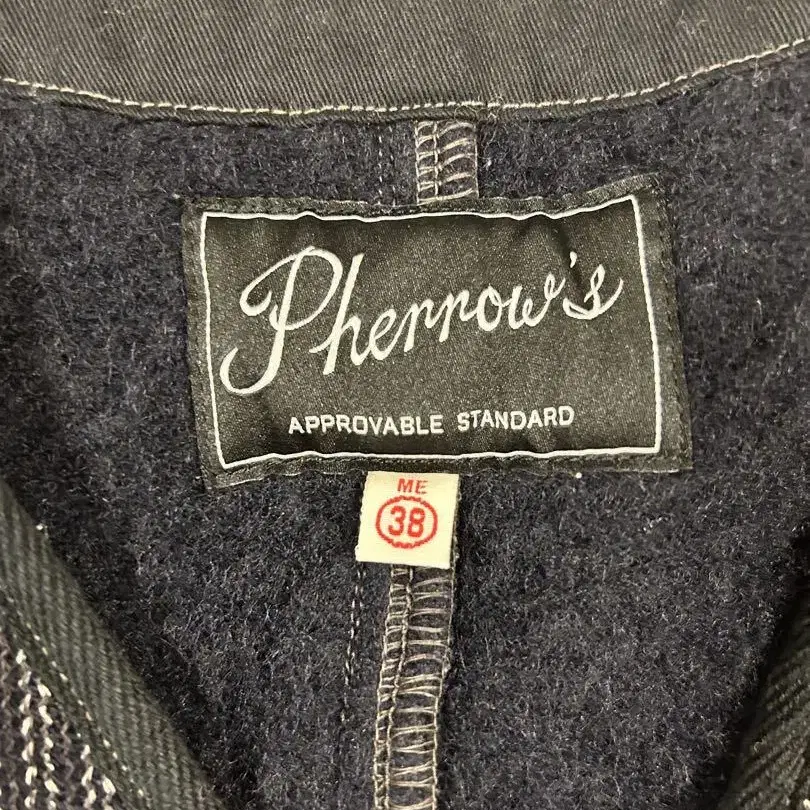 Pherrow's
APPROVABLE STANDARD
ME
38